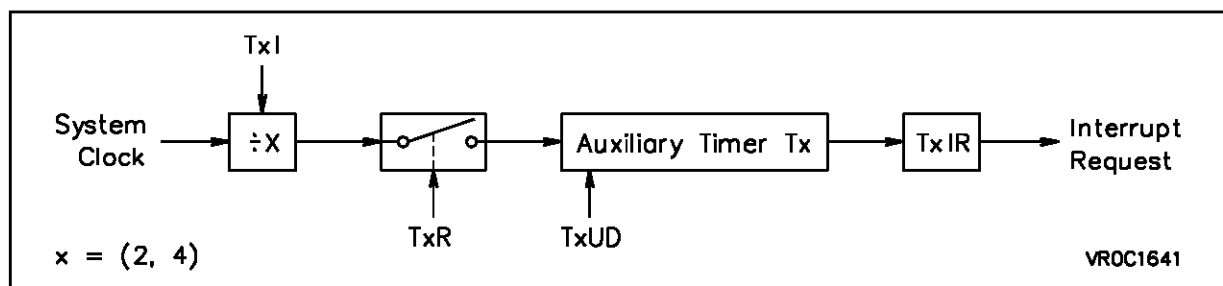 TxI
System
Clock
÷X
Auxiliary Timer Tx
TxIR
Interrupt
Request
TxR
TxUD
x = (2, 4)
VR0C1641